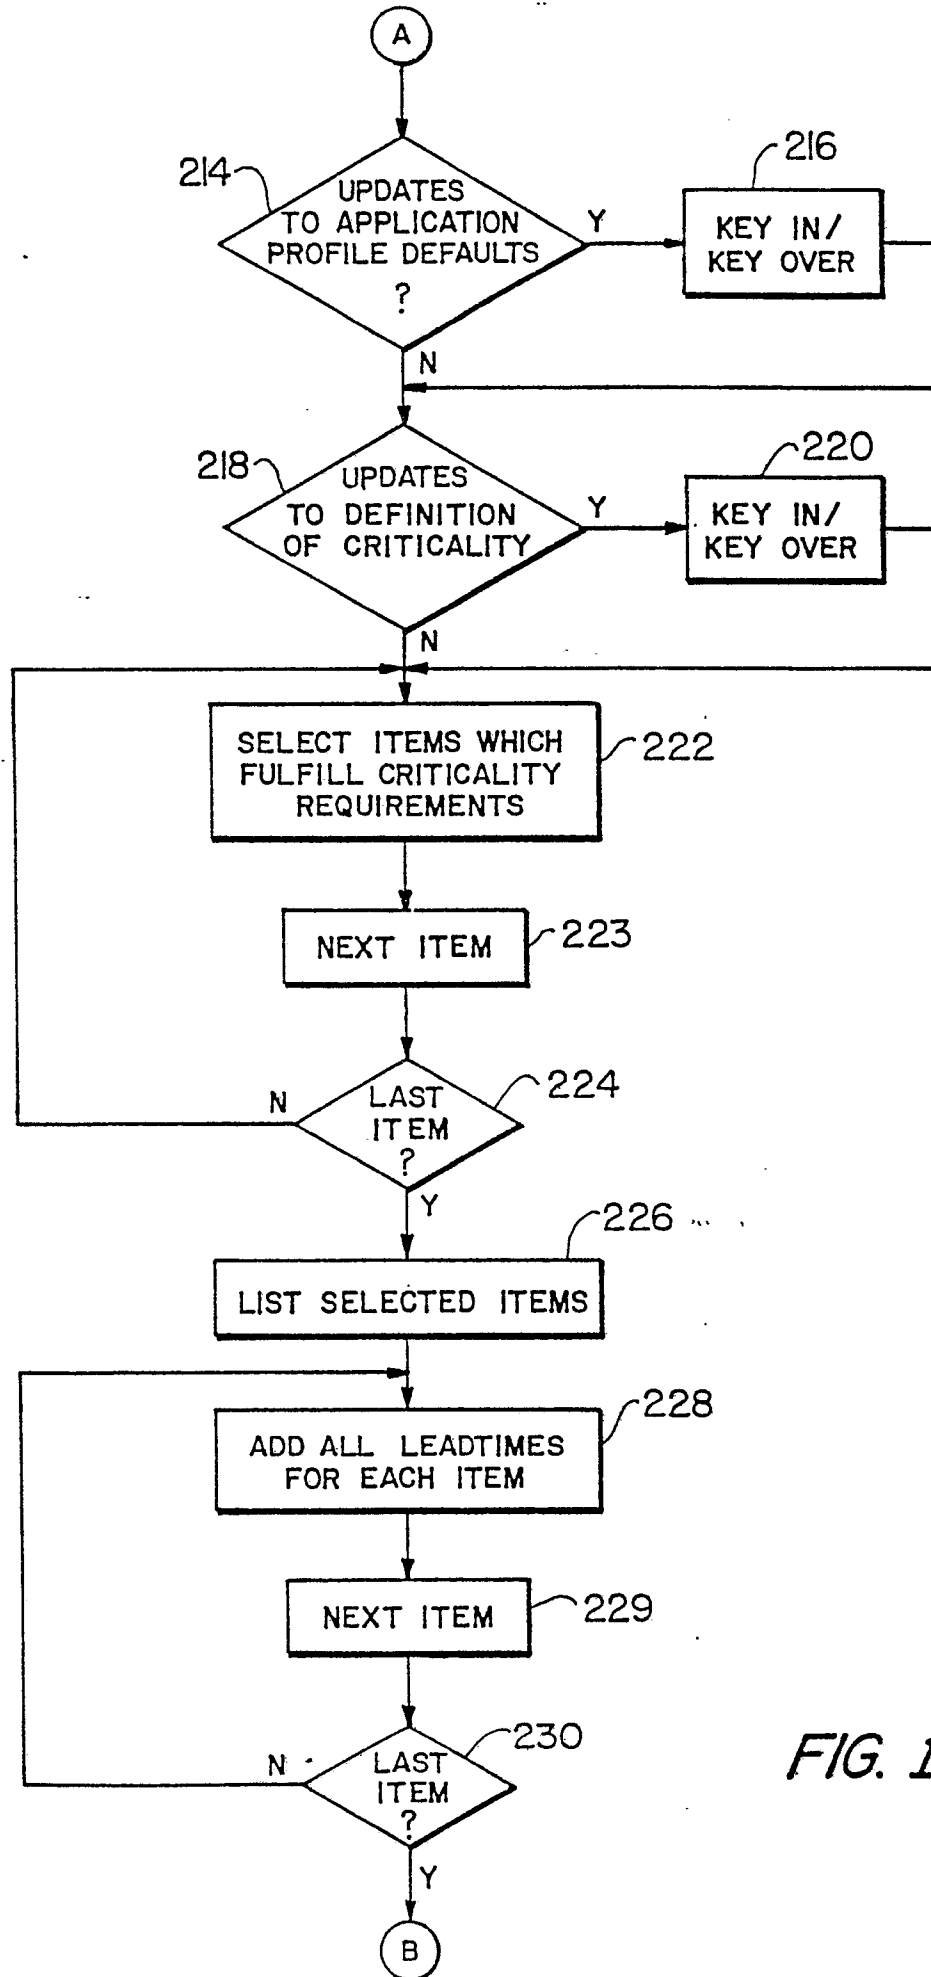 A
214
UPDATES
TO APPLICATION
PROFILE DEFAULTS
?
Y
216
KEY IN/
KEY OVER
N
218
UPDATES
TO DEFINITION
OF CRITICALITY
Y
220
KEY IN/
KEY OVER
N
SELECT ITEMS WHICH
FULFILL CRITICALITY
REQUIREMENTS
222
NEXT ITEM
223
LAST
ITEM
?
224
N
Y
226
LIST SELECTED ITEMS
228
ADD ALL LEADTIMES
FOR EACH ITEM
NEXT ITEM
229
230
LAST
ITEM
?
N
Y
FIG.
B